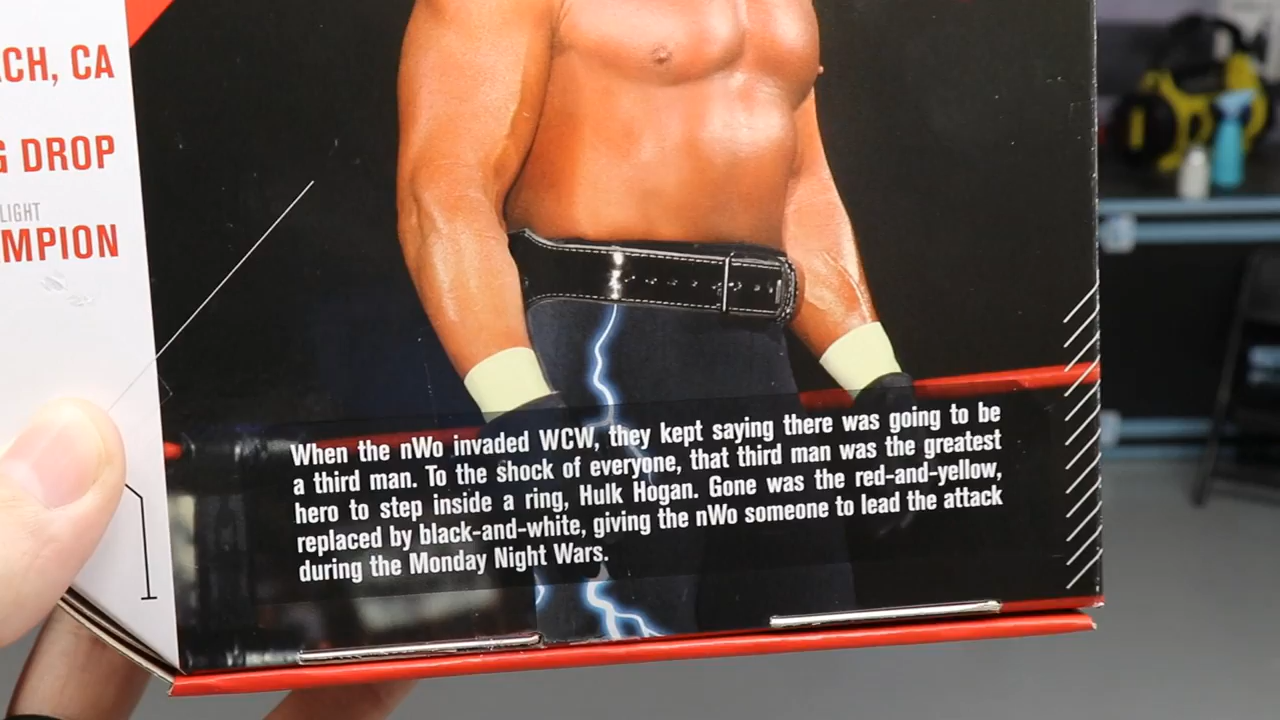 CH, CA
G DROP
LIGHT
MPION
When the nWo invaded WCW, they kept saying there was going to be
a third man. To the shock of everyone, that third man was the greatest
hero to step inside a ring, Hulk Hogan. Gone was the red-and-yellow,
replaced by black-and-white, giving the nWo someone to lead the attack
during the Monday Night Wars.